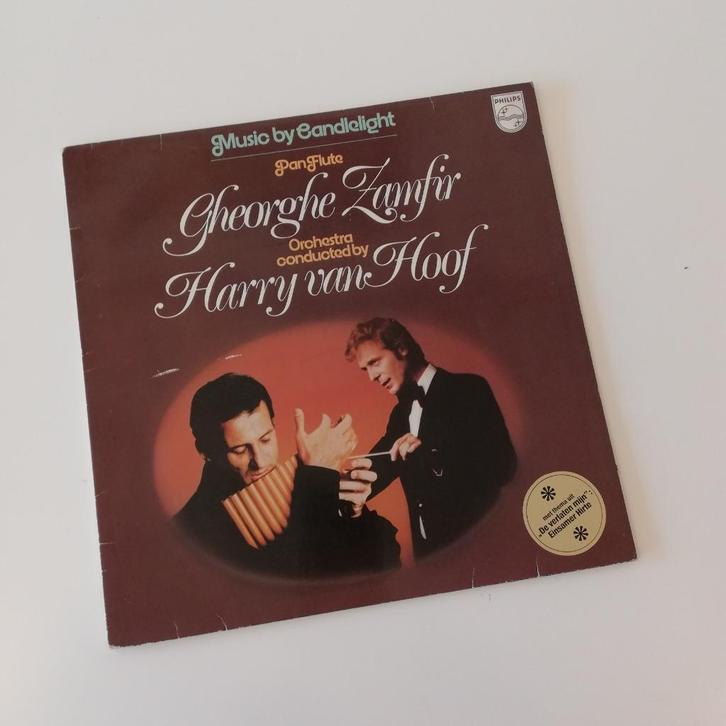 Music by Candlelight
PHILIPS
Pan Flute
Gheorghe Zamfir
Orchestra
conducted by
Harry van Hoof
met thema uit
„De verlaten mijn”:
Einsamer Hirte